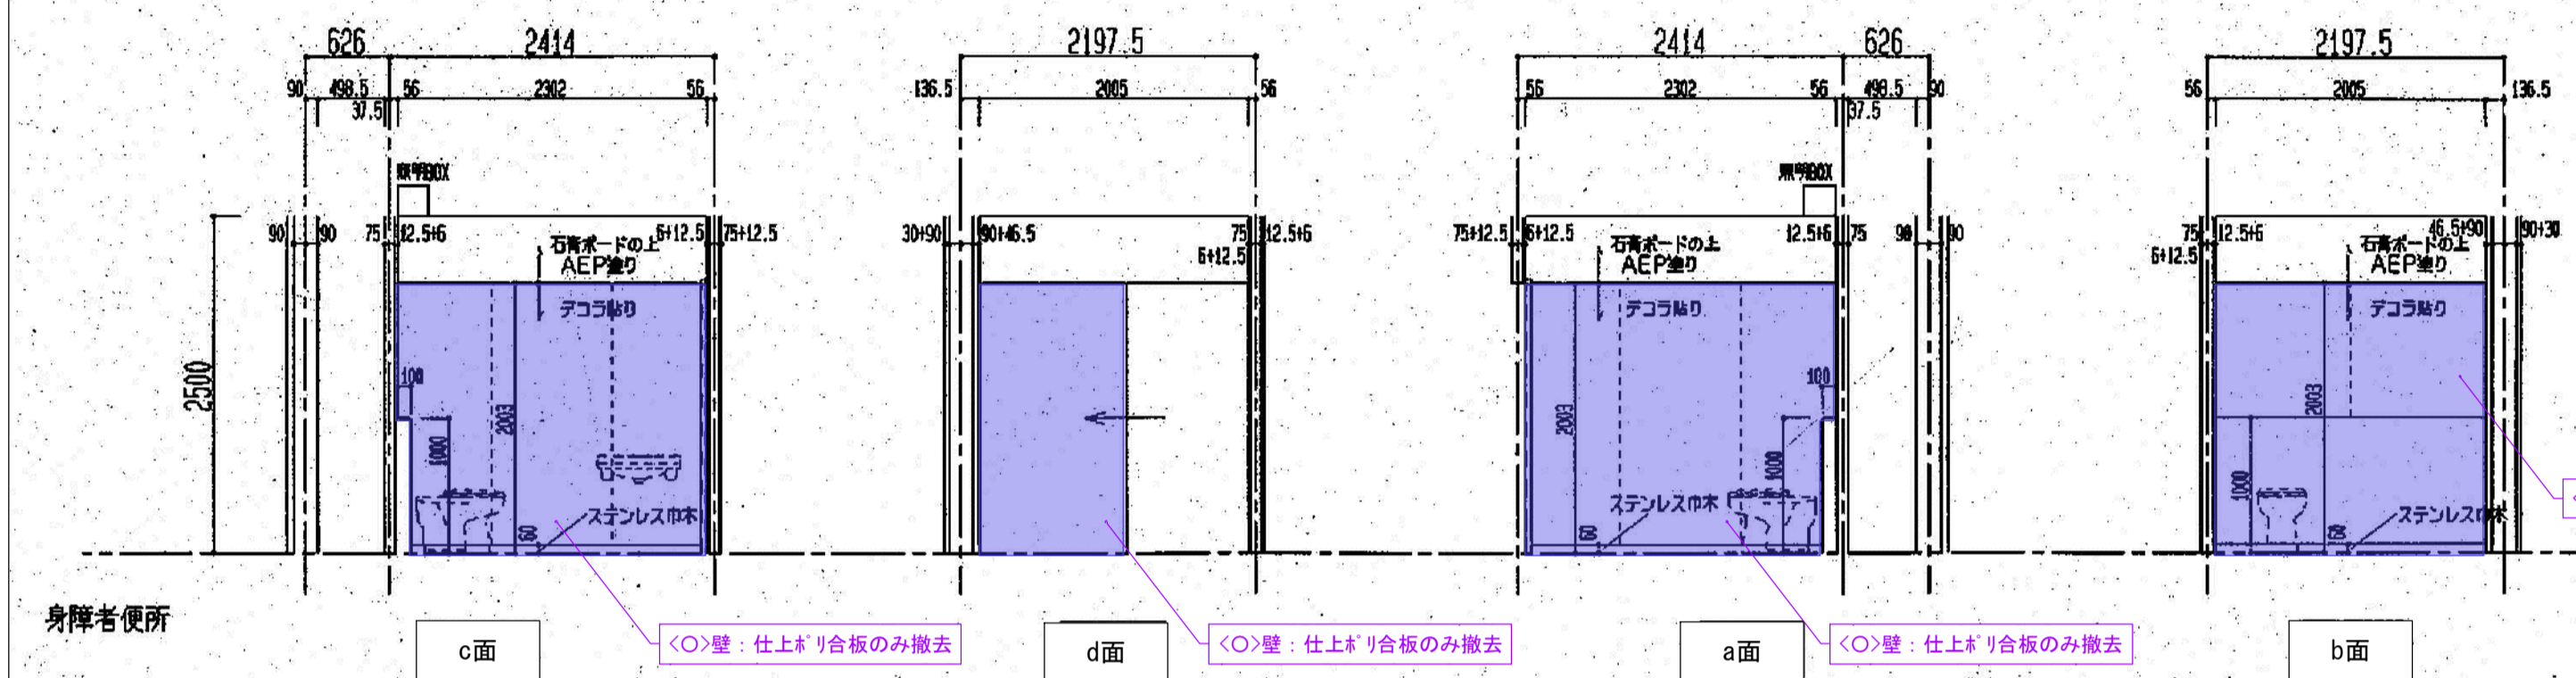 626
2414
2197.5
2414
626
2197.5
90
498.5
56
2302
56
136.5
2005
56
56
2302
56
498.5
90
56
2005
136.5
37.5
37.5
照明BOX
照明BOX
90
90
75
12.5+6
6+12.5
75+12.5
30+90
90+46.5
75
12.5+6
75+12.5
6+12.5
12.5+6
75
90
90
75
12.5+6
46.5+90
90+30
石膏ボードの上
AEP塗り
6+12.5
石膏ボードの上
AEP塗り
6+12.5
石膏ボードの上
AEP塗り
デコラ貼り
デコラ貼り
デコラ貼り
2500
100
2003
1000
2003
100
1000
2003
1000
ステンレス巾木
60
ステンレス巾木
60
ステンレス巾木
60
身障者便所
c面
<〇>壁：仕上ポリ合板のみ撤去
d面
<〇>壁：仕上ポリ合板のみ撤去
a面
<〇>壁：仕上ポリ合板のみ撤去
b面